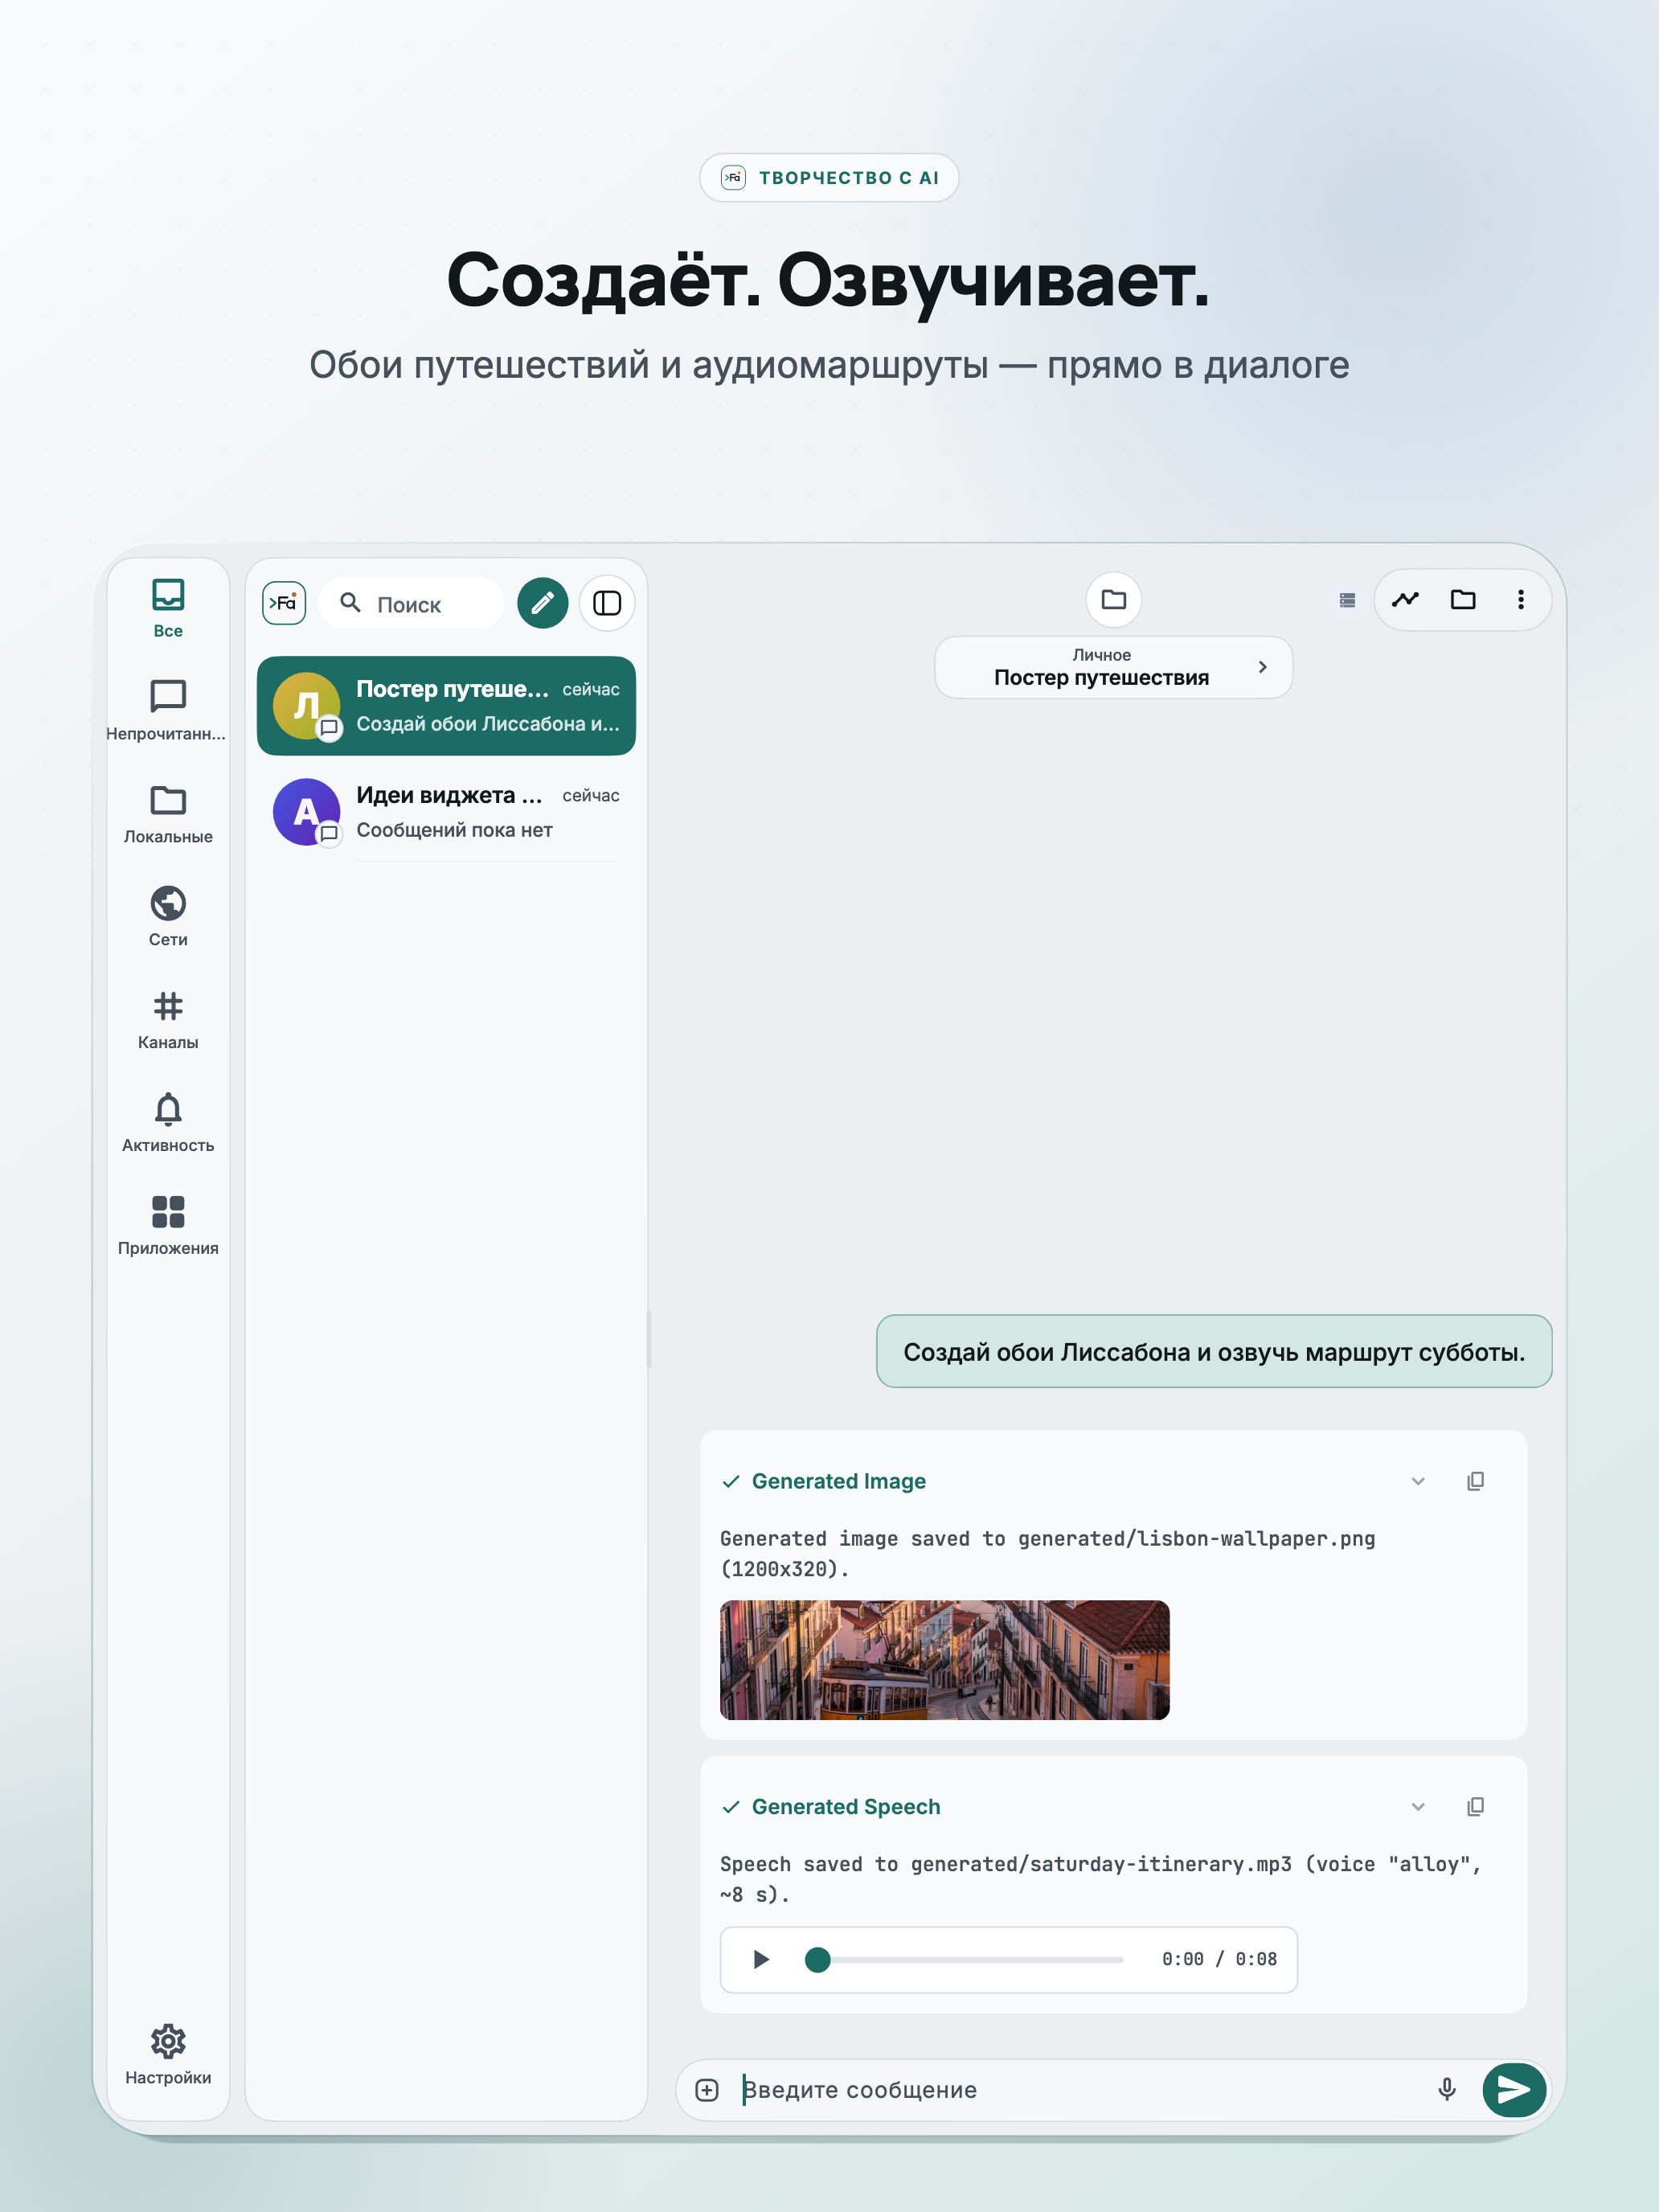 >Fa ТВОРЧЕСТВО С AI
Создаёт. Озвучивает.
Обои путешествий и аудиомаршруты — прямо в диалоге
Все
Непрочитанн...
Локальные
Сети
Каналы
Активность
Приложения
Настройки
>Fa
Поиск
Л
Постер путеше...
сейчас
Создай обои Лиссабона и...
А
Идеи виджета ...
сейчас
Сообщений пока нет
Личное
Постер путешествия
Создай обои Лиссабона и озвучь маршрут субботы.
Generated Image
Generated image saved to generated/lisbon-wallpaper.png
(1200x320).
Generated Speech
Speech saved to generated/saturday-itinerary.mp3 (voice "alloy",
~8 s).
0:00 / 0:08
Введите сообщение